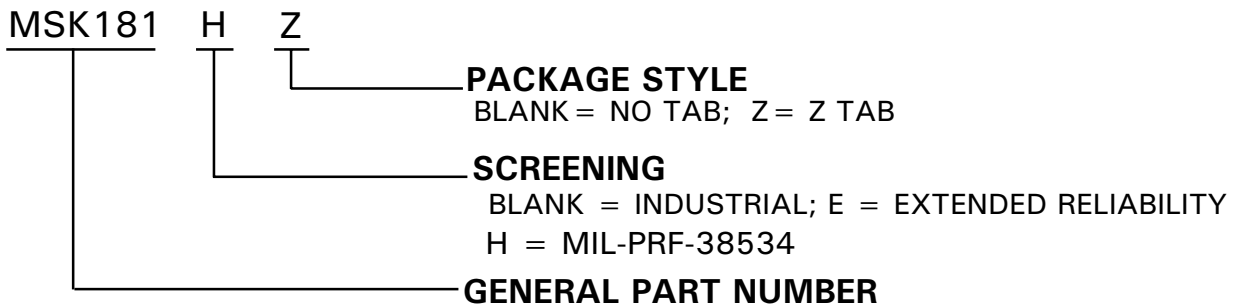 MSK181 H Z
PACKAGE STYLE
BLANK = NO TAB; Z = Z TAB
SCREENING
BLANK = INDUSTRIAL; E = EXTENDED RELIABILITY
H = MIL-PRF-38534
GENERAL PART NUMBER